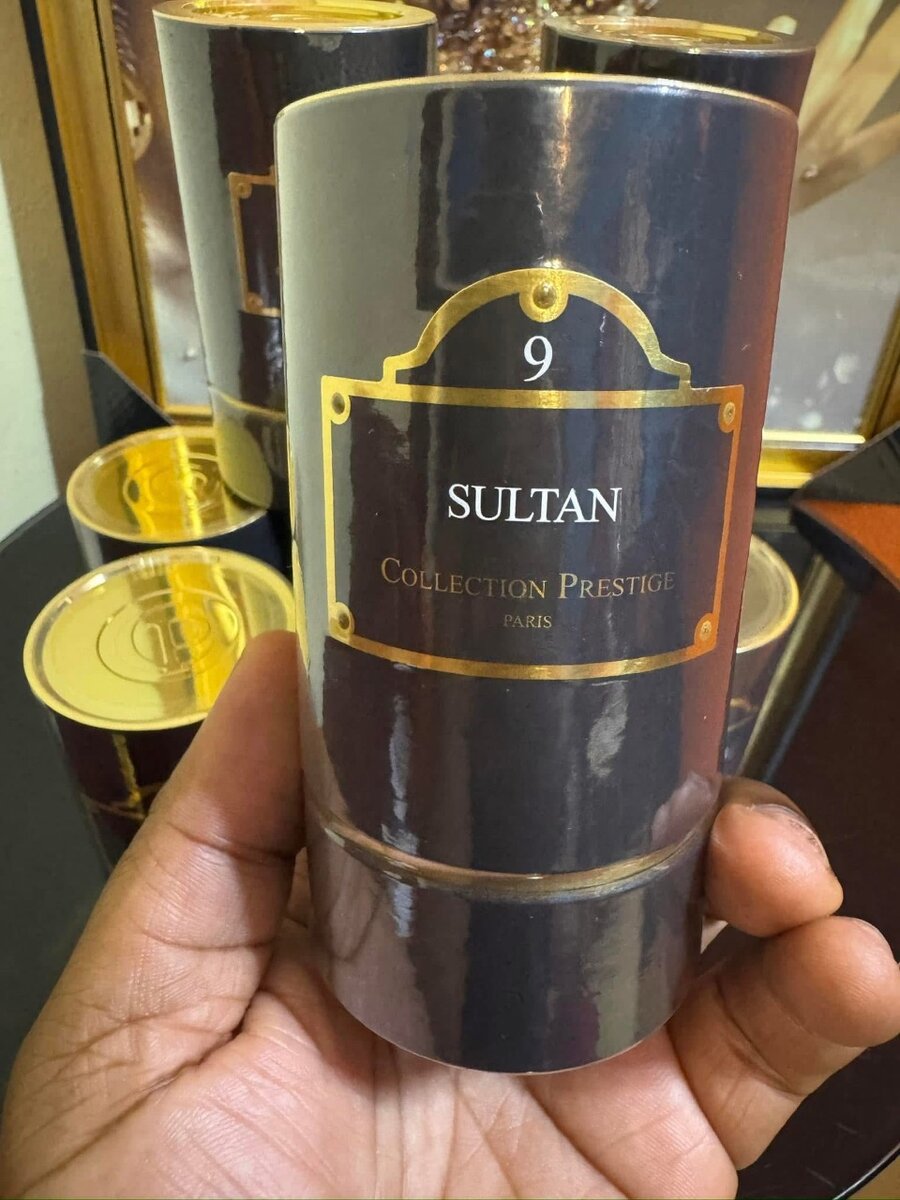 9
SULTAN
COLLECTION PRESTIGE
PARIS